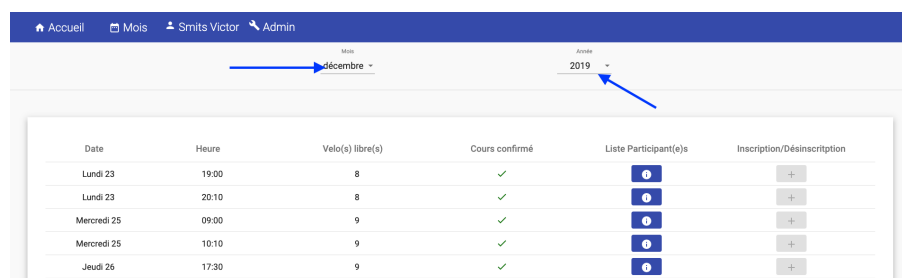 Accueil Mois Smits Victor Admin
Mois Année
décembre 2019
Date Heure Velo(s) libre(s) Cours confirmé Liste Participant(e)s Inscription/Désinscritption
Lundi 23 19:00 8
Lundi 23 20:10 8
Mercredi 25 09:00 9
Mercredi 25 10:10 9
Jeudi 26 17:30 9